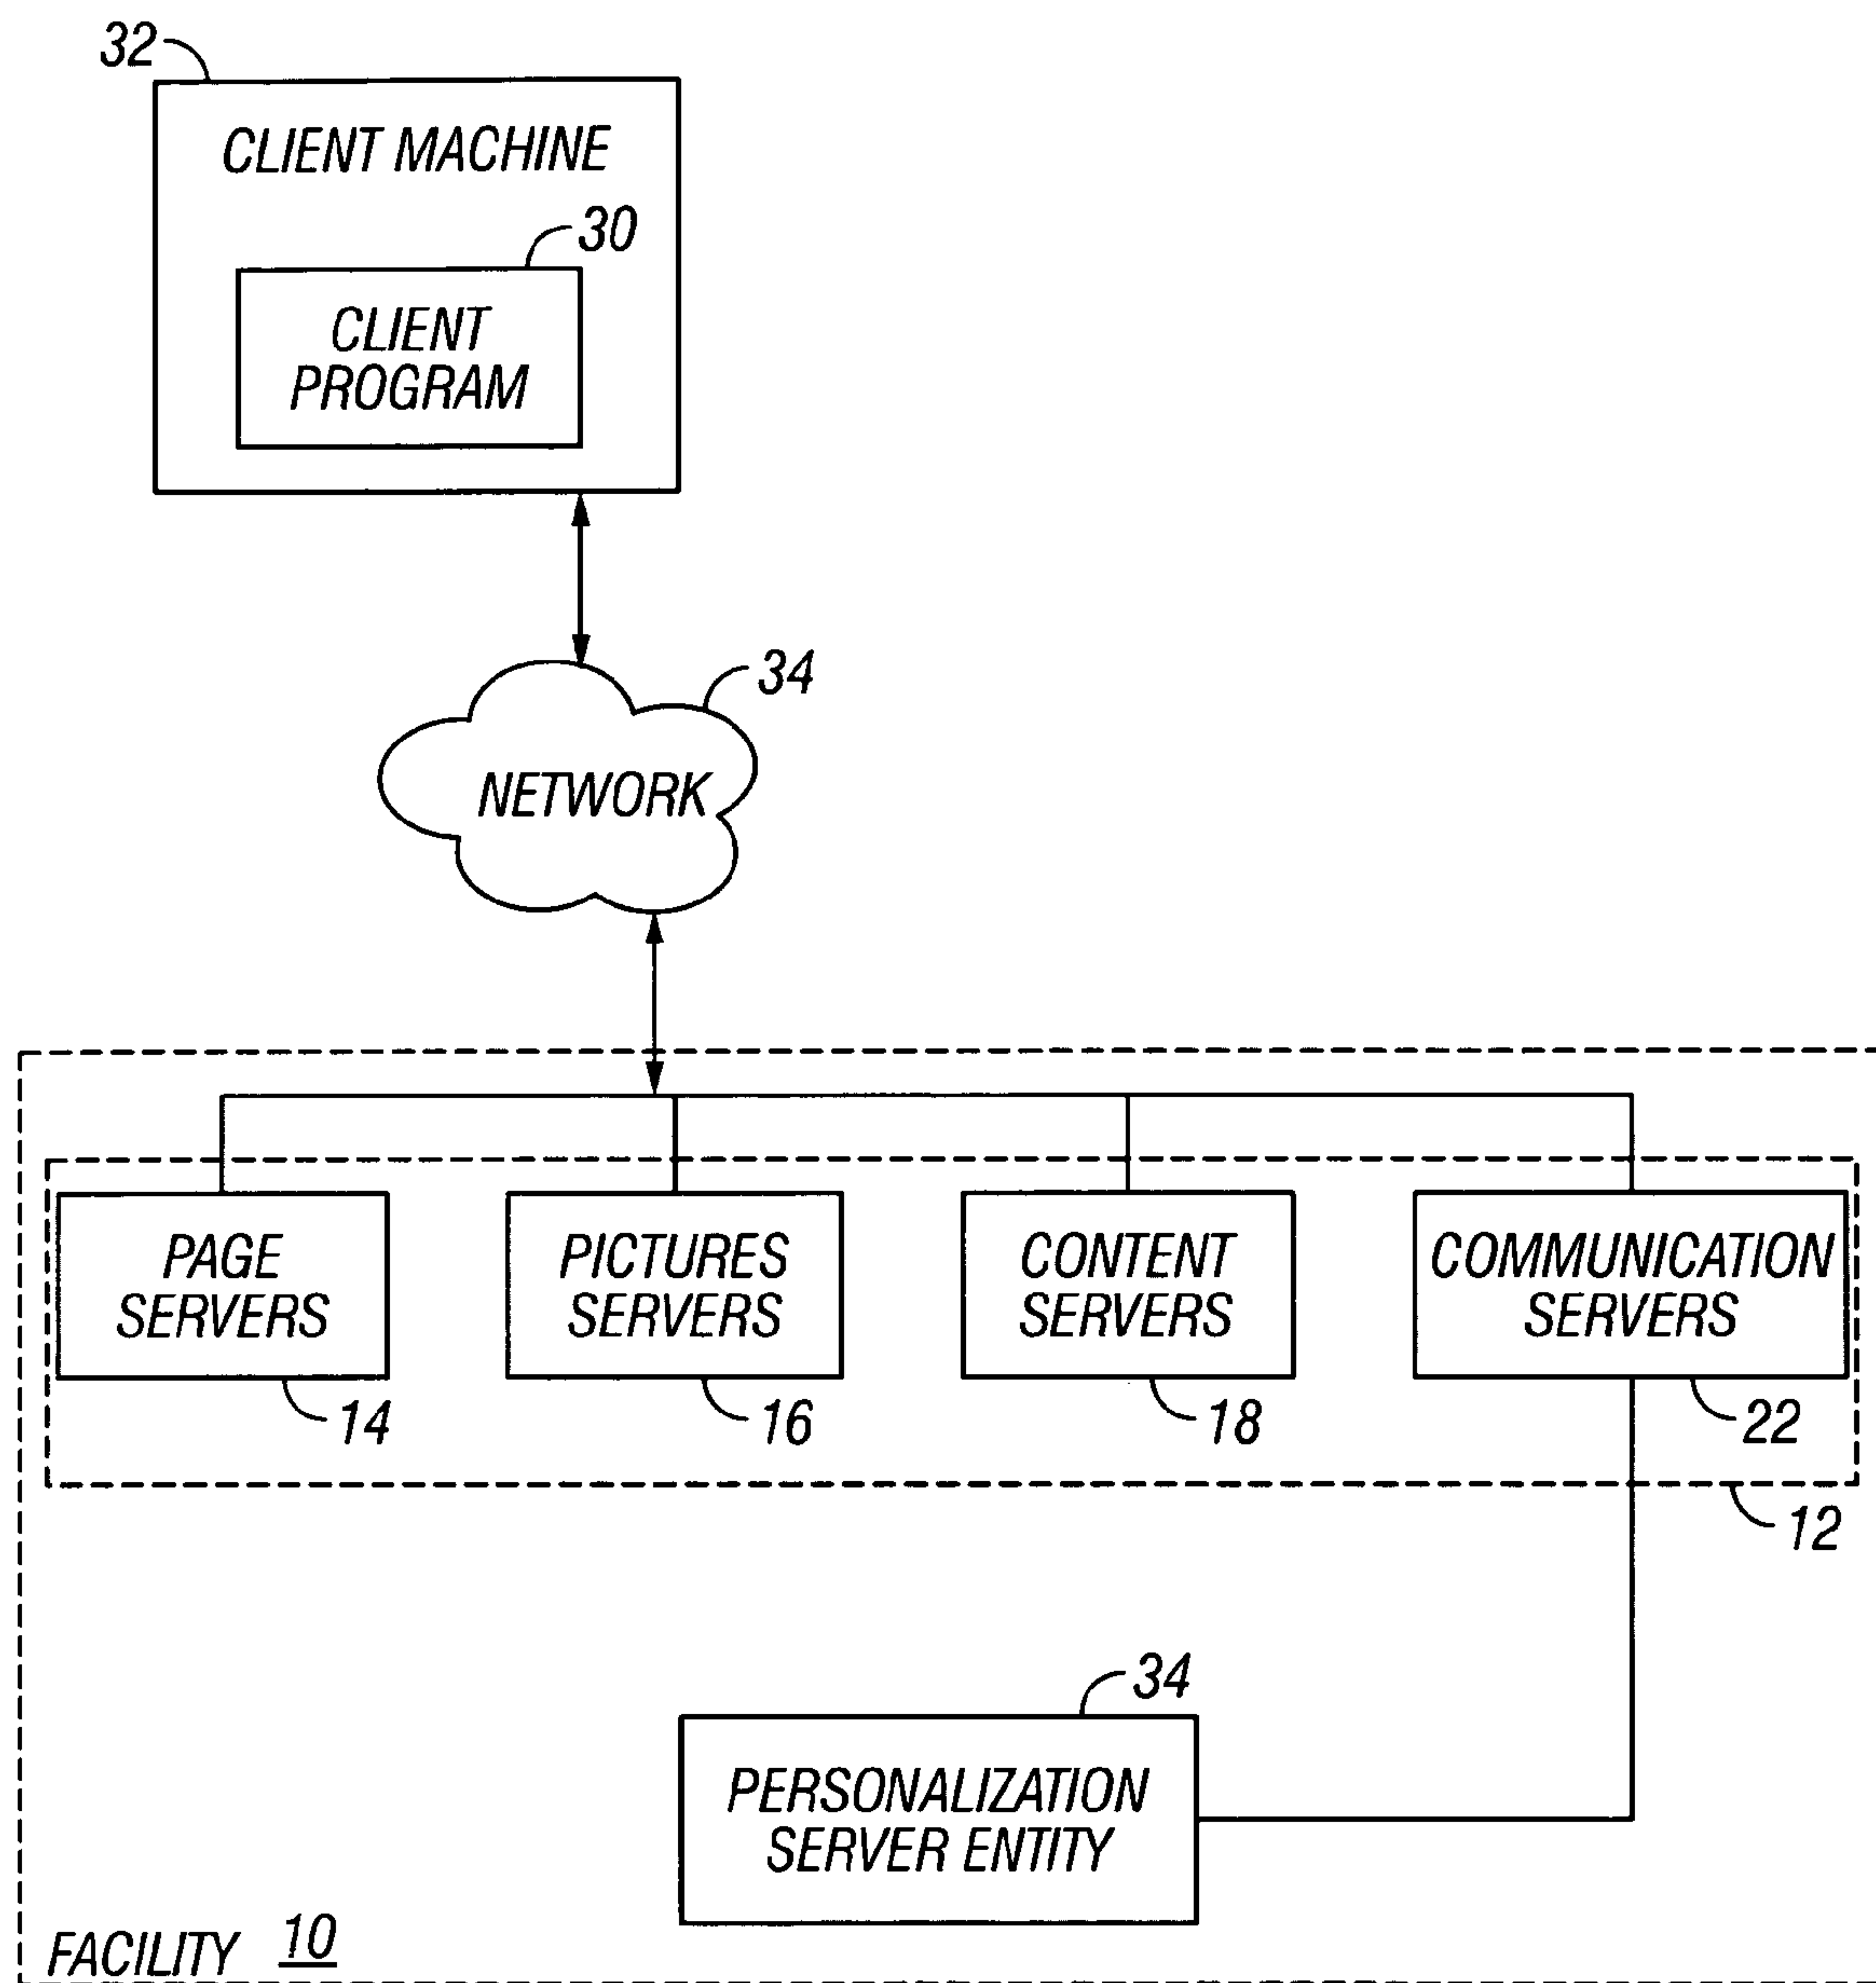 32
CLIENT MACHINE
30
CLIENT
PROGRAM
34
NETWORK
PAGE
SERVERS
14
PICTURES
SERVERS
16
CONTENT
SERVERS
18
COMMUNICATION
SERVERS
22
12
34
PERSONALIZATION
SERVER ENTITY
FACILITY 10